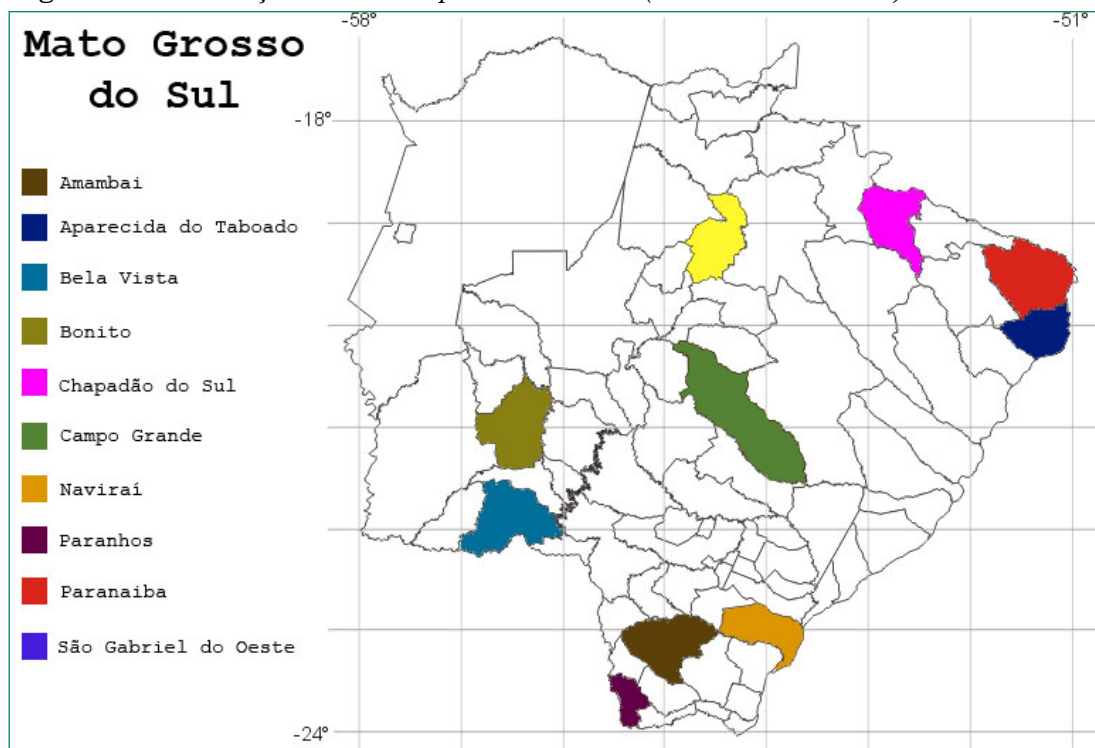 -58°
-51°
Mato Grosso
do Sul
-18°
Amambai
Aparecida do Taboado
Bela Vista
Bonito
Chapadão do Sul
Campo Grande
Naviraí
Paranhos
Paranaiba
São Gabriel do Oeste
-24°